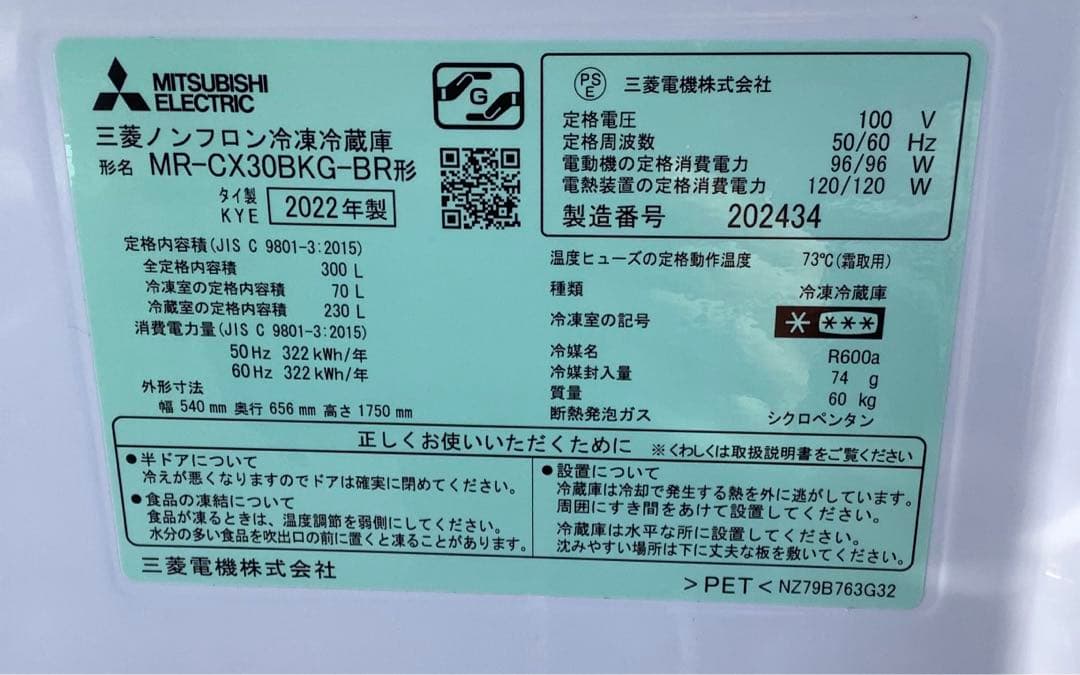 MITSUBISHI
ELECTRIC
三菱ノンフロン冷凍冷蔵庫
形名 MR-CX30BKG-BR形
タイ製
KYE 2022年製
G
定格内容積(JIS C 9801-3:2015)
全定格内容積 300 L
冷凍室の定格内容積 70 L
冷蔵室の定格内容積 230 L
消費電力量(JIS C 9801-3:2015)
50Hz 322kWh/年
60Hz 322kWh/年
外形寸法
幅 540mm 奥行 656mm 高さ 1750mm
PS
E 三菱電機株式会社
定格電圧 100 V
定格周波数 50/60 Hz
電動機の定格消費電力 96/96 W
電熱装置の定格消費電力 120/120 W
製造番号 202434
温度ヒューズの定格動作温度 73℃(霜取用)
種類 冷凍冷蔵庫
冷凍室の記号 * ***
冷媒名 R600a
冷媒封入量 74 g
質量 60 kg
断熱発泡ガス シクロペンタン
正しくお使いいただくために ※くわしくは取扱説明書をご覧ください
●半ドアについて
冷えが悪くなりますのでドアは確実に閉めてください。
●食品の凍結について
食品が凍るときは、温度調節を弱側にしてください。
水分の多い食品を吹出口の前に置くと凍ることがあります。
●設置について
冷蔵庫は冷却で発生する熱を外に逃がしています。
周囲にすき間をあけて設置してください。
冷蔵庫は水平な所に設置してください。
沈みやすい場所は下に丈夫な板を敷いてください。
三菱電機株式会社
>PET< NZ79B763G32